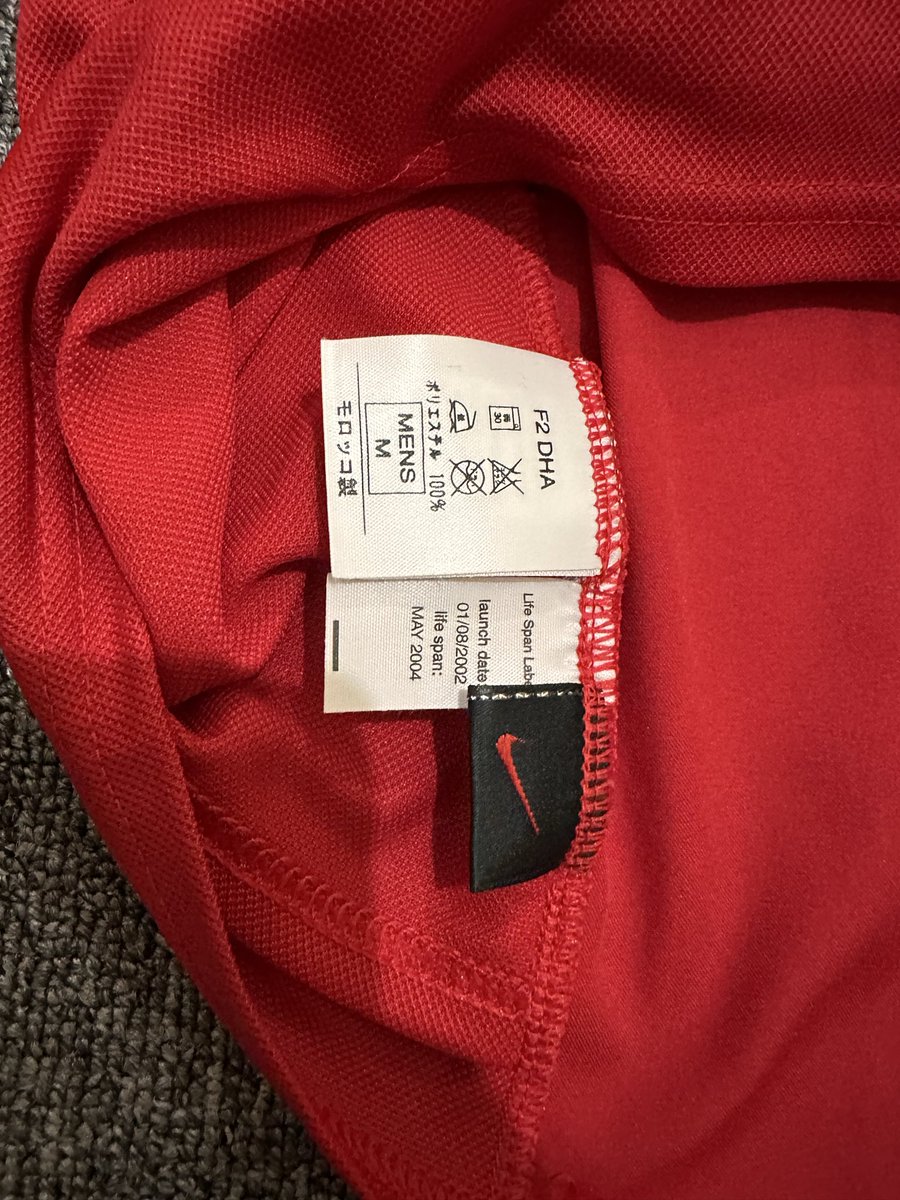 F2 DHA
ポリエステル 100%
MENS
M
モロッコ製
Life Span Labe
launch date
01/08/2002
life span:
MAY 2004